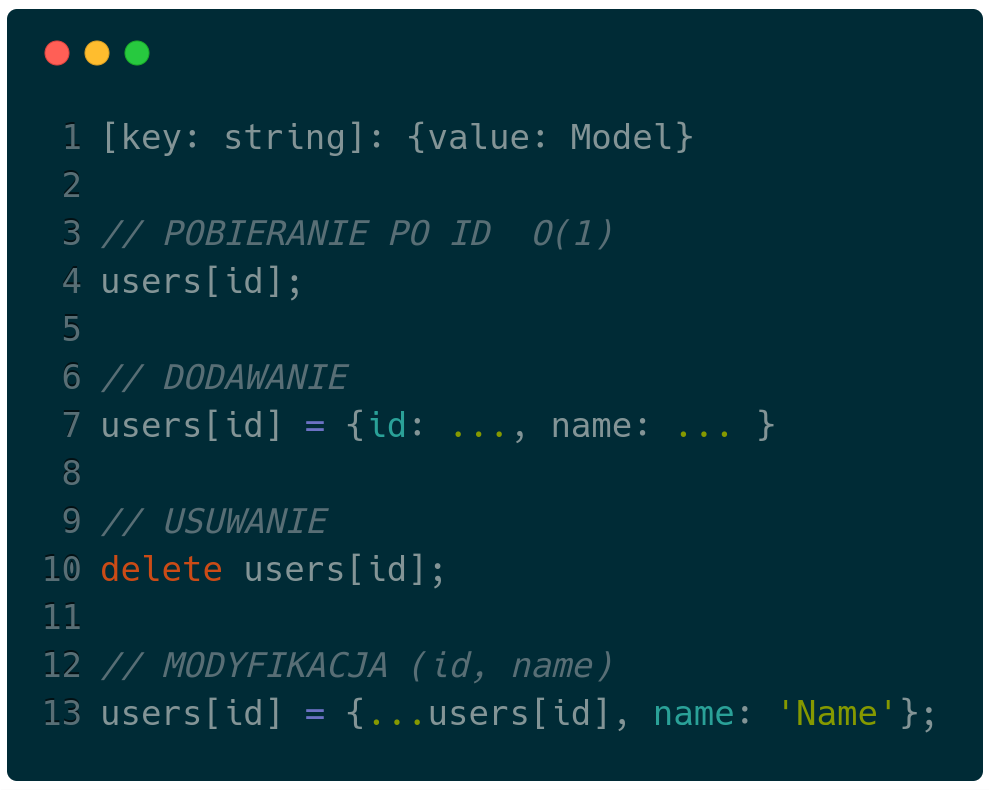 1 [key: string]: {value: Model}
2
3 // POBIERANIE PO ID  O(1)
4 users[id];
5
6 // DODAWANIE
7 users[id] = {id: ..., name: ... }
8
9 // USUWANIE
10 delete users[id];
11
12 // MODYFIKACJA (id, name)
13 users[id] = {...users[id], name: 'Name'};